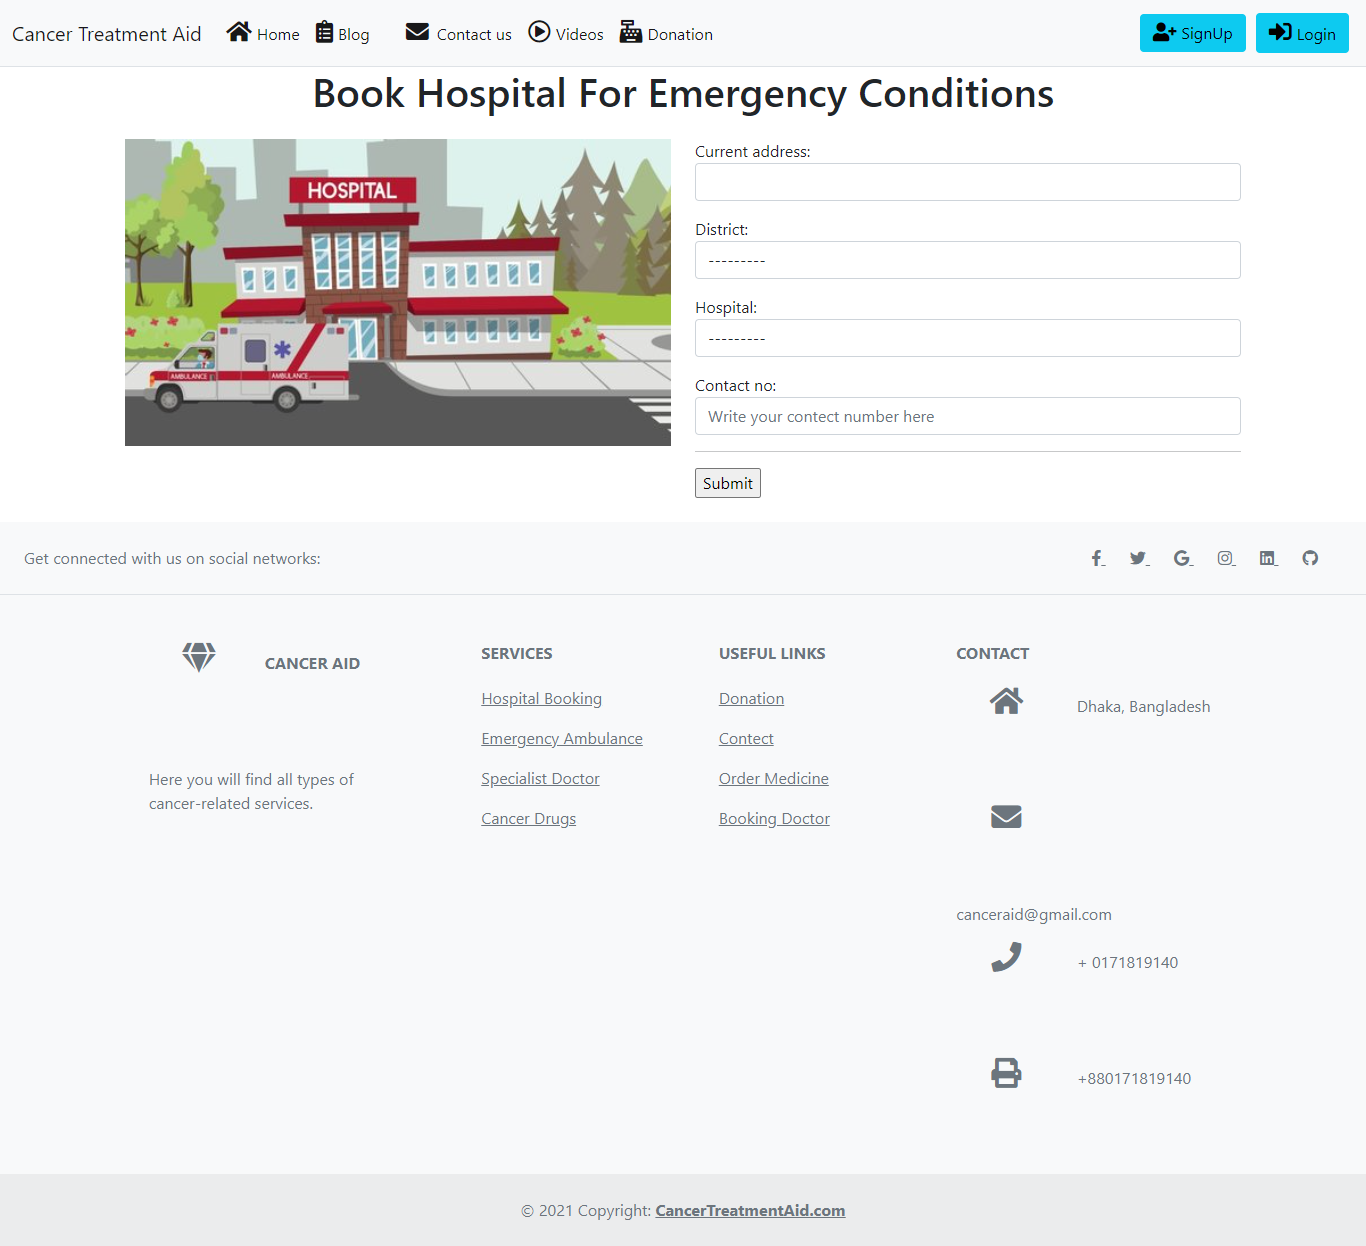 Cancer Treatment Aid Home Blog Contact us Videos Donation SignUp Login
Book Hospital For Emergency Conditions
HOSPITAL
AMBULANCE AMBULANCE
Current address:
District:
---------
Hospital:
---------
Contact no:
Write your contect number here
Submit
Get connected with us on social networks:
CANCER AID
Here you will find all types of
cancer-related services.
SERVICES
Hospital Booking
Emergency Ambulance
Specialist Doctor
Cancer Drugs
USEFUL LINKS
Donation
Contect
Order Medicine
Booking Doctor
CONTACT
Dhaka, Bangladesh
canceraid@gmail.com
+ 0171819140
+880171819140
© 2021 Copyright: CancerTreatmentAid.com